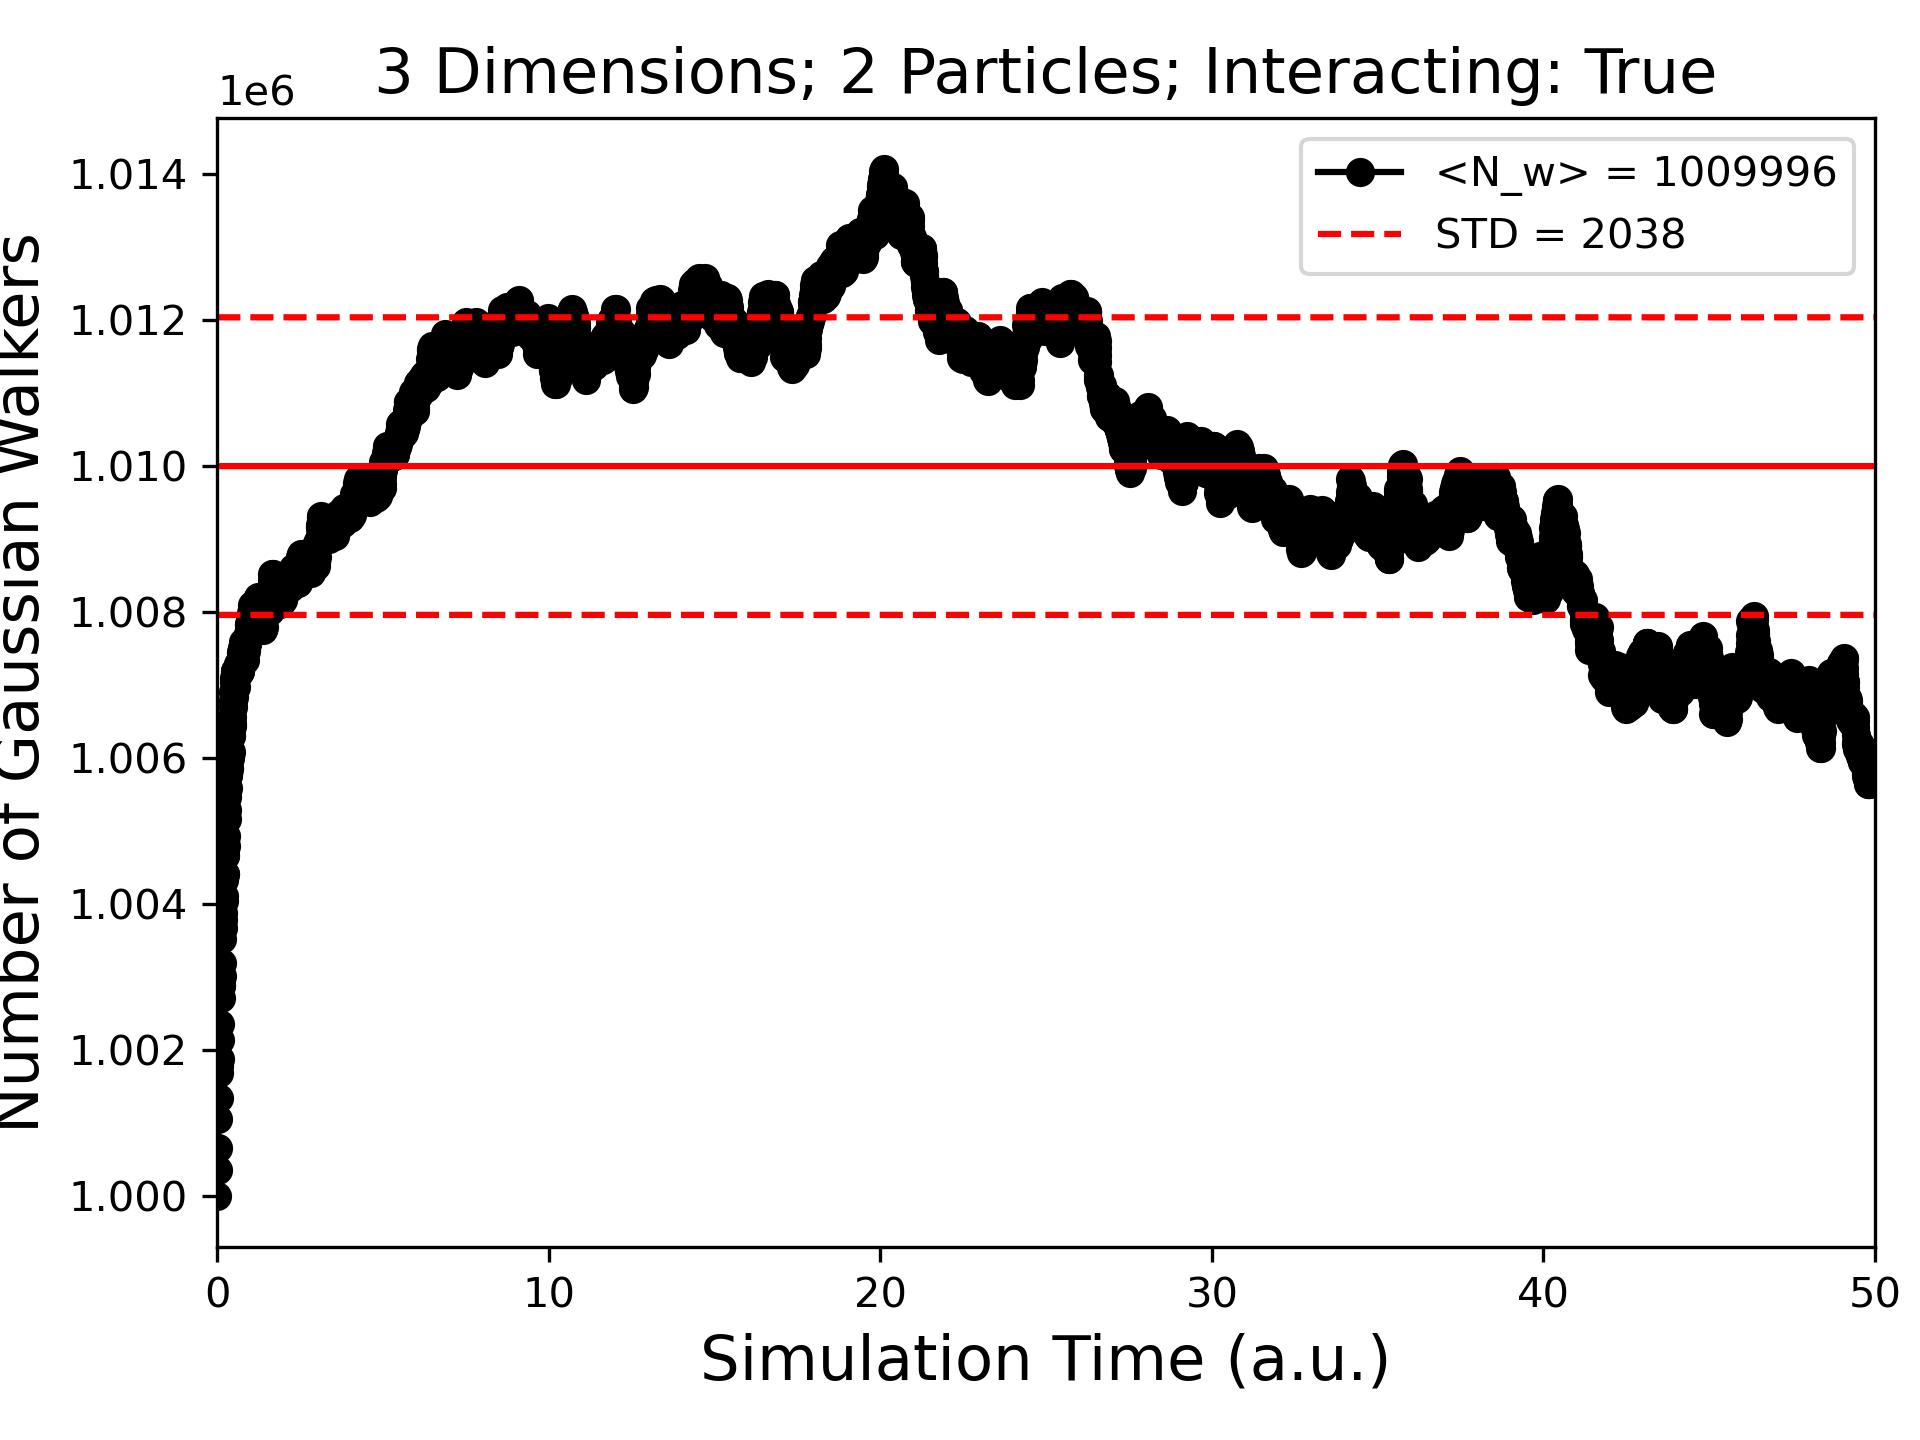 3 Dimensions; 2 Particles; Interacting: True
1e6
<N_w> = 1009996
STD = 2038
Number of Gaussian Walkers
1.014
1.012
1.010
1.008
1.006
1.004
1.002
1.000
0 10 20 30 40 50
Simulation Time (a.u.)